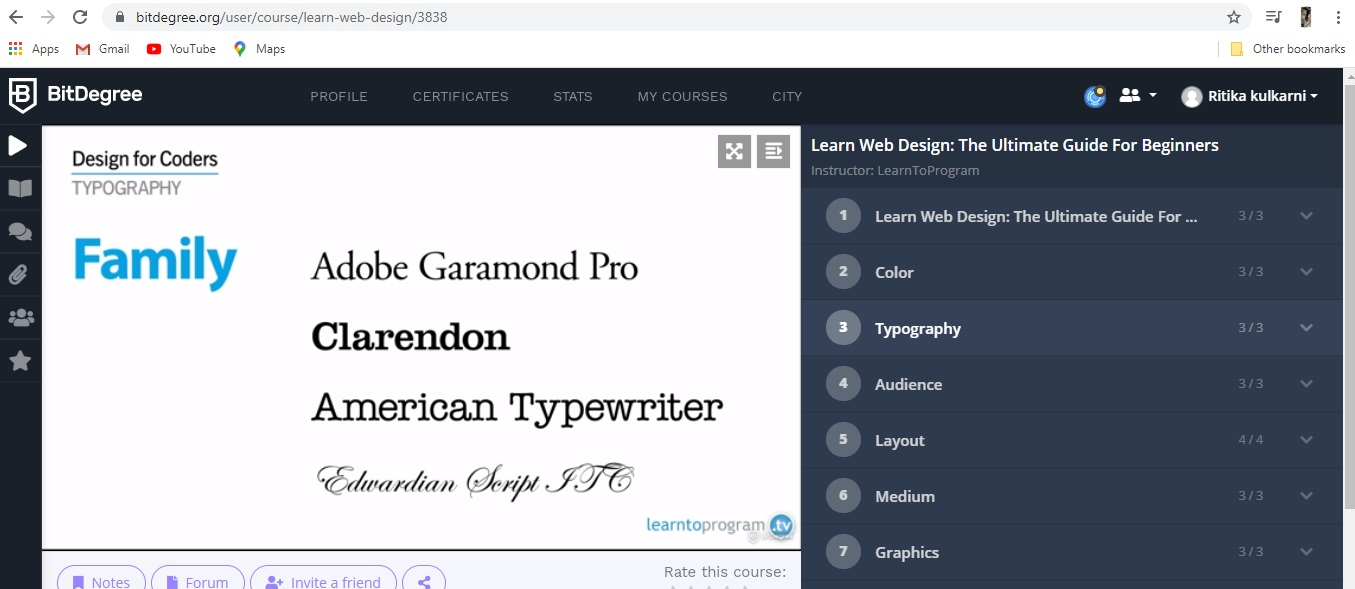 bitdegree.org/user/course/learn-web-design/3838
Apps Gmail YouTube Maps Other bookmarks
B BitDegree PROFILE CERTIFICATES STATS MY COURSES CITY Ritika kulkarni
Design for Coders
TYPOGRAPHY
Family
Adobe Garamond Pro
Clarendon
American Typewriter
Edwardian Script ITC
learntoprogram .tv
Notes Forum Invite a friend
Rate this course:
Learn Web Design: The Ultimate Guide For Beginners
Instructor: LearnToProgram
1 Learn Web Design: The Ultimate Guide For ... 3 / 3
2 Color 3 / 3
3 Typography 3 / 3
4 Audience 3 / 3
5 Layout 4 / 4
6 Medium 3 / 3
7 Graphics 3 / 3